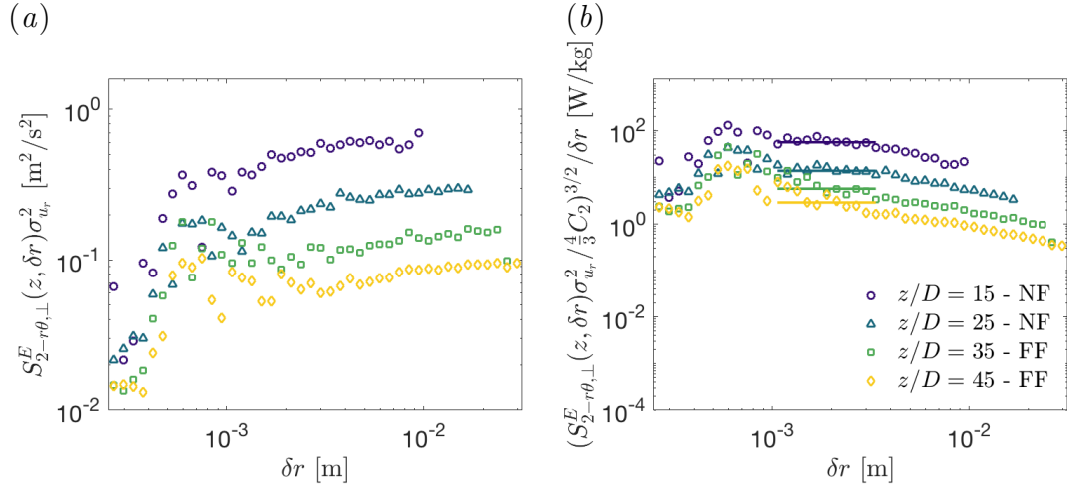 (a)
(b)
S^E_{2−rθ,⊥}(z, δr)σ^2_{u_r} [m^2/s^2]
10^0
10^{-1}
10^{-2}
10^{-3}
10^{-2}
δr [m]
(S^E_{2−rθ,⊥}(z, δr)σ^2_{u_r}/\frac{4}{3}C_2)^{3/2}/δr [W/kg]
10^2
10^0
10^{-2}
10^{-4}
z/D = 15 - NF
z/D = 25 - NF
z/D = 35 - FF
z/D = 45 - FF
10^{-3}
10^{-2}
δr [m]